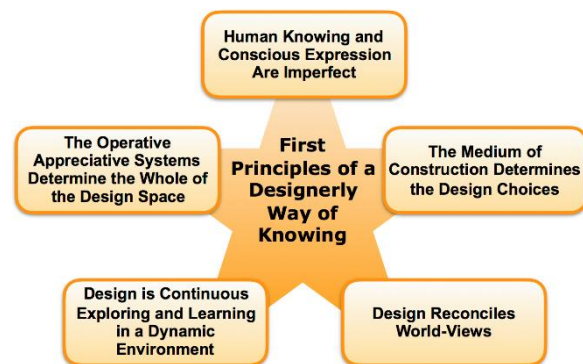 Human Knowing and
Conscious Expression
Are Imperfect
The Operative
Appreciative Systems
Determine the Whole of
the Design Space
First
Principles of a
Designerly
Way of
Knowing
The Medium of
Construction Determines
the Design Choices
Design is Continuous
Exploring and Learning
in a Dynamic
Environment
Design Reconciles
World-Views